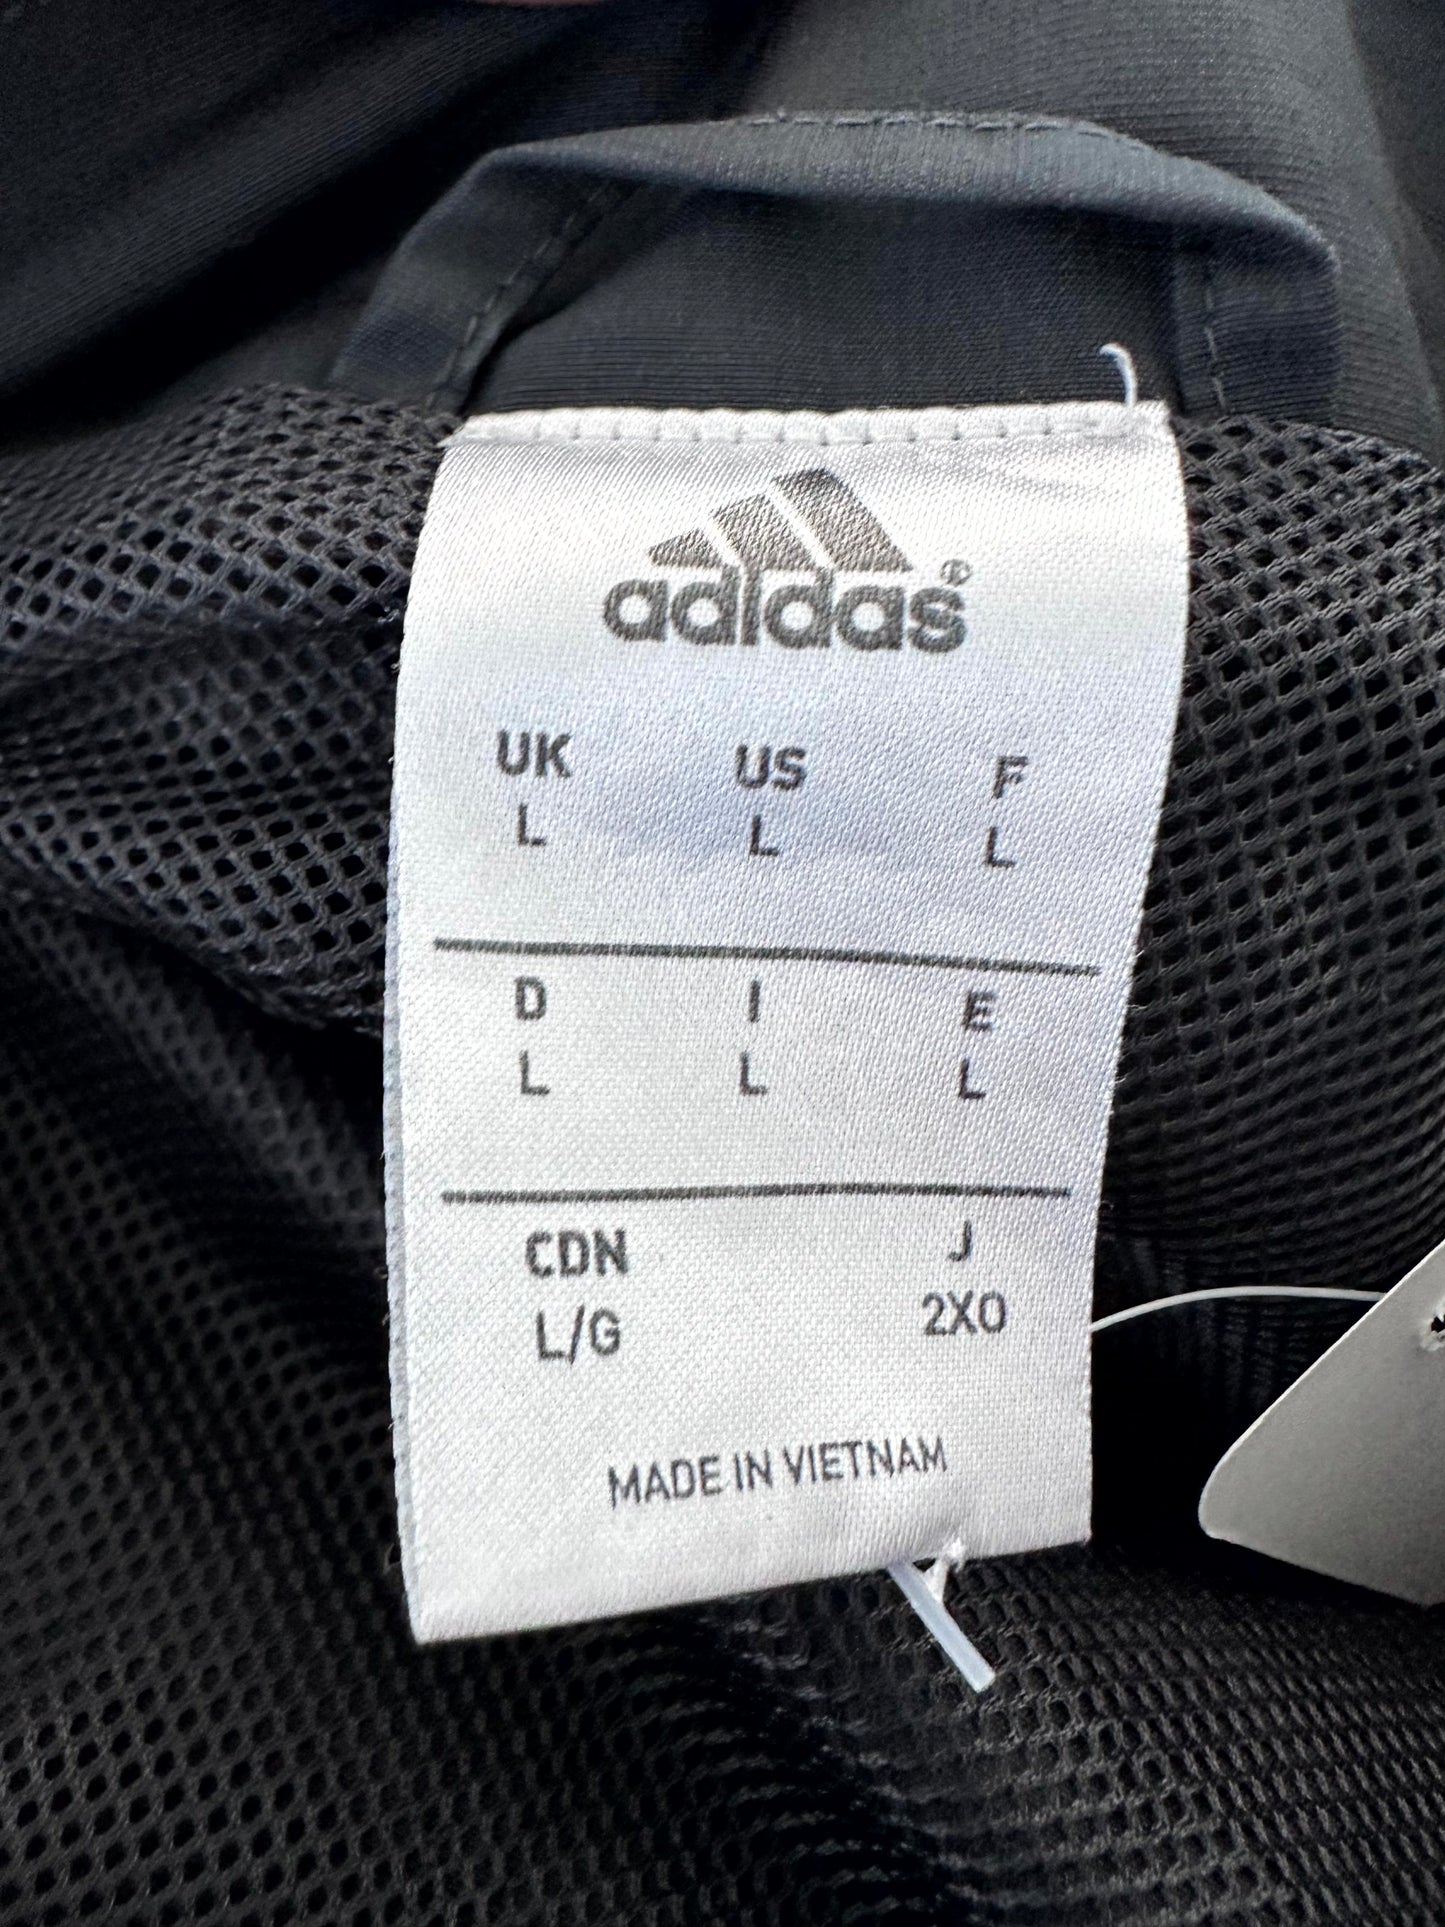 adidas®
UK US F
L L L
D I E
L L L
CDN J
L/G 2XO
MADE IN VIETNAM